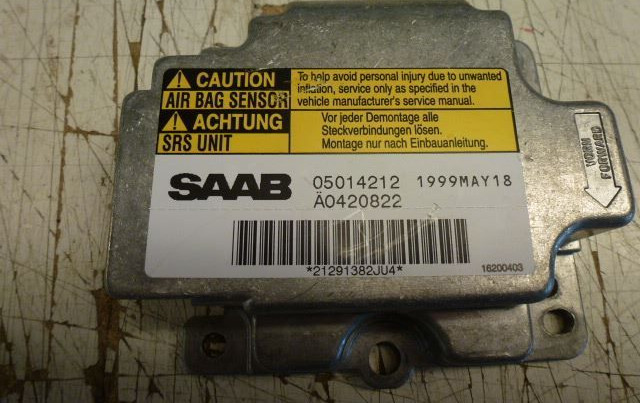 CAUTION
AIR BAG SENSOR
To help avoid personal injury due to unwanted
inflation, service only as specified in the
vehicle manufacturer's service manual.
ACHTUNG
SRS UNIT
Vor jeder Demontage alle
Steckverbindungen lösen.
Montage nur nach Einbauanleitung.
SAAB 05014212 1999MAY18
Ä0420822
*21291382JU4*
16200403
FORWARD